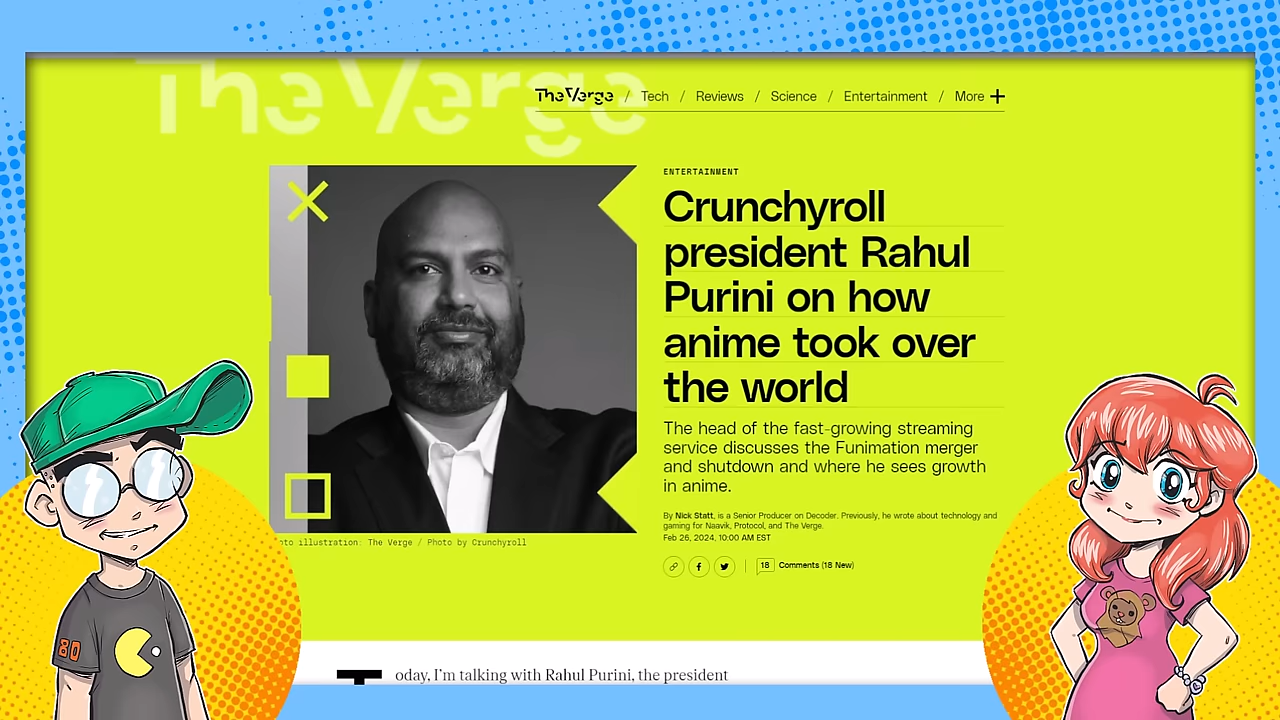 The Verge
The Verge / Tech / Reviews / Science / Entertainment / More +
ENTERTAINMENT
Crunchyroll
president Rahul
Purini on how
anime took over
the world
The head of the fast-growing streaming
service discusses the Funimation merger
and shutdown and where he sees growth
in anime.
By Nick Statt, is a Senior Producer on Decoder. Previously, he wrote about technology and
gaming for Naavik, Protocol, and The Verge.
Feb 26, 2024, 10:00 AM EST
18 Comments (18 New)
oto illustration: The Verge / Photo by Crunchyroll
Today, I'm talking with Rahul Purini, the president
80